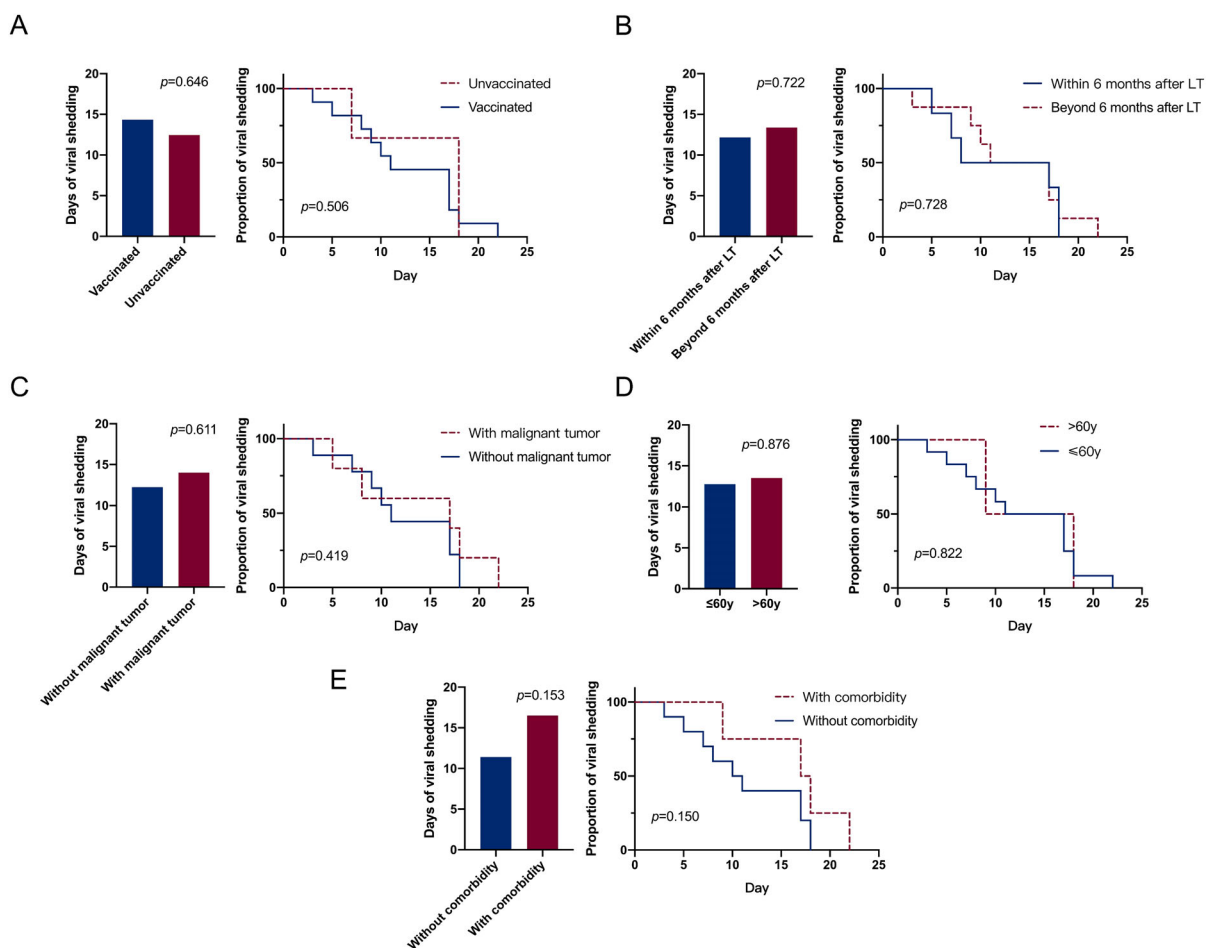 A
Days of viral shedding
20
15
10
5
0
p=0.646
Vaccinated
Unvaccinated
Proportion of viral shedding
100
50
0
p=0.506
Unvaccinated
Vaccinated
0 5 10 15 20 25
Day
B
Days of viral shedding
20
15
10
5
0
p=0.722
Within 6 months after LT
Beyond 6 months after LT
Proportion of viral shedding
100
50
0
p=0.728
Within 6 months after LT
Beyond 6 months after LT
0 5 10 15 20 25
Day
C
Days of viral shedding
20
15
10
5
0
p=0.611
Without malignant tumor
With malignant tumor
Proportion of viral shedding
100
50
0
p=0.419
With malignant tumor
Without malignant tumor
0 5 10 15 20 25
Day
D
Days of viral shedding
20
15
10
5
0
p=0.876
≤60y >60y
Proportion of viral shedding
100
50
0
p=0.822
>60y
≤60y
0 5 10 15 20 25
Day
E
Days of viral shedding
20
15
10
5
0
p=0.153
Without comorbidity
With comorbidity
Proportion of viral shedding
100
50
0
p=0.150
With comorbidity
Without comorbidity
0 5 10 15 20 25
Day